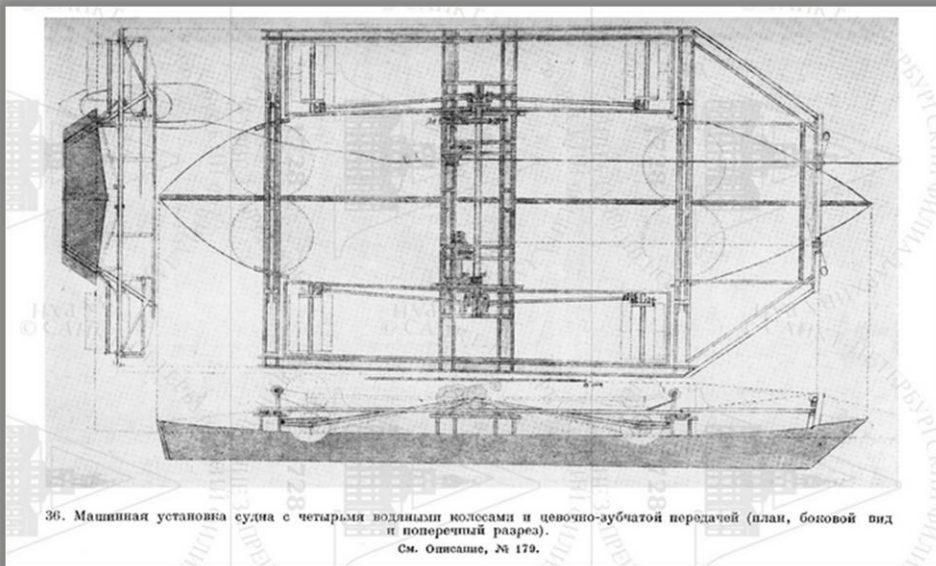 36. Машинная установка судна с четырьмя водяными колесами и цевочно-зубчатой передачей (план, боковой вид
и поперечный разрез).
См. Описание, № 179.